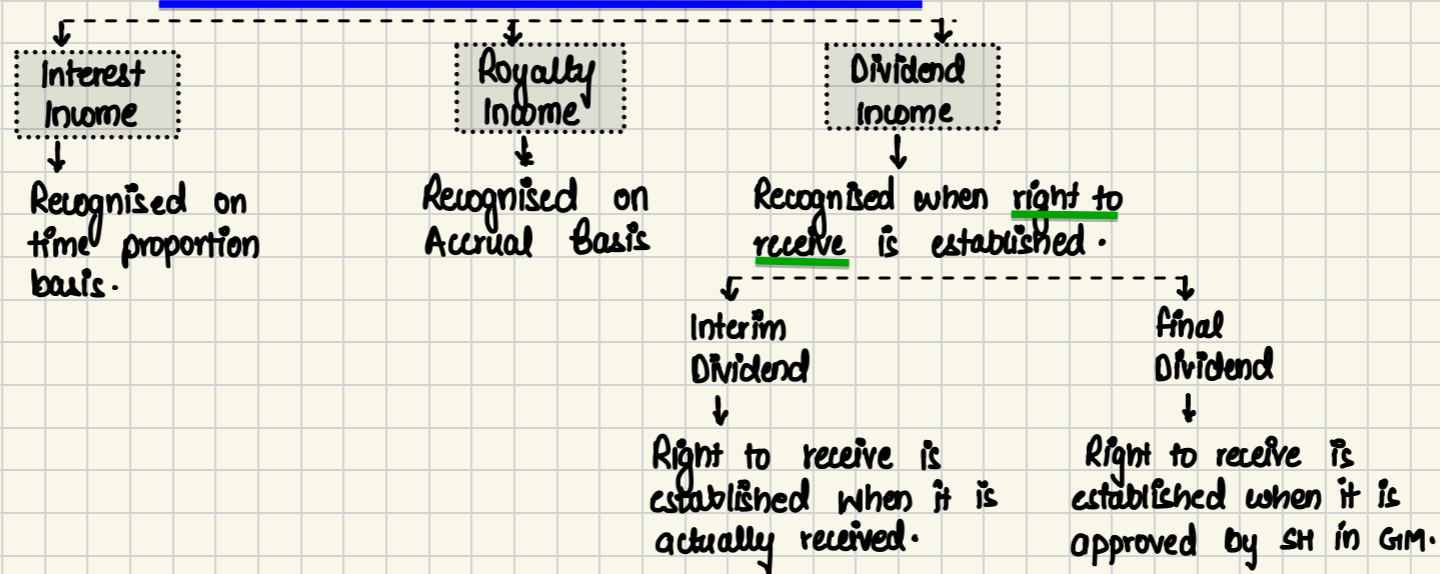 Interest
Income
Royalty
Income
Dividend
Income
Recognised on
time proportion
basis.
Recognised on
Accrual Basis
Recognised when right to
receive is established.
Interim
Dividend
Final
Dividend
Right to receive is
established when it is
actually received.
Right to receive is
established when it is
approved by SH in GM.